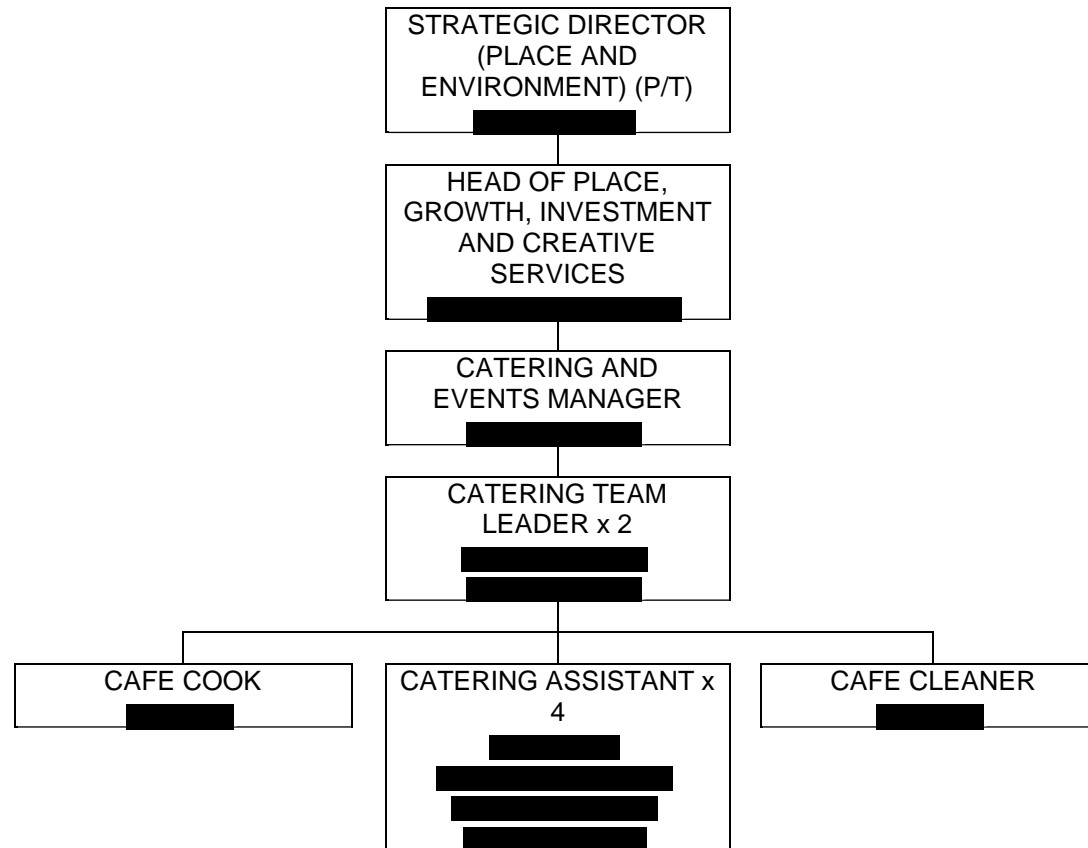 STRATEGIC DIRECTOR
(PLACE AND
ENVIRONMENT) (P/T)
HEAD OF PLACE,
GROWTH, INVESTMENT
AND CREATIVE
SERVICES
CATERING AND
EVENTS MANAGER
CATERING TEAM
LEADER x 2
CAFE COOK
CATERING ASSISTANT x
4
CAFE CLEANER